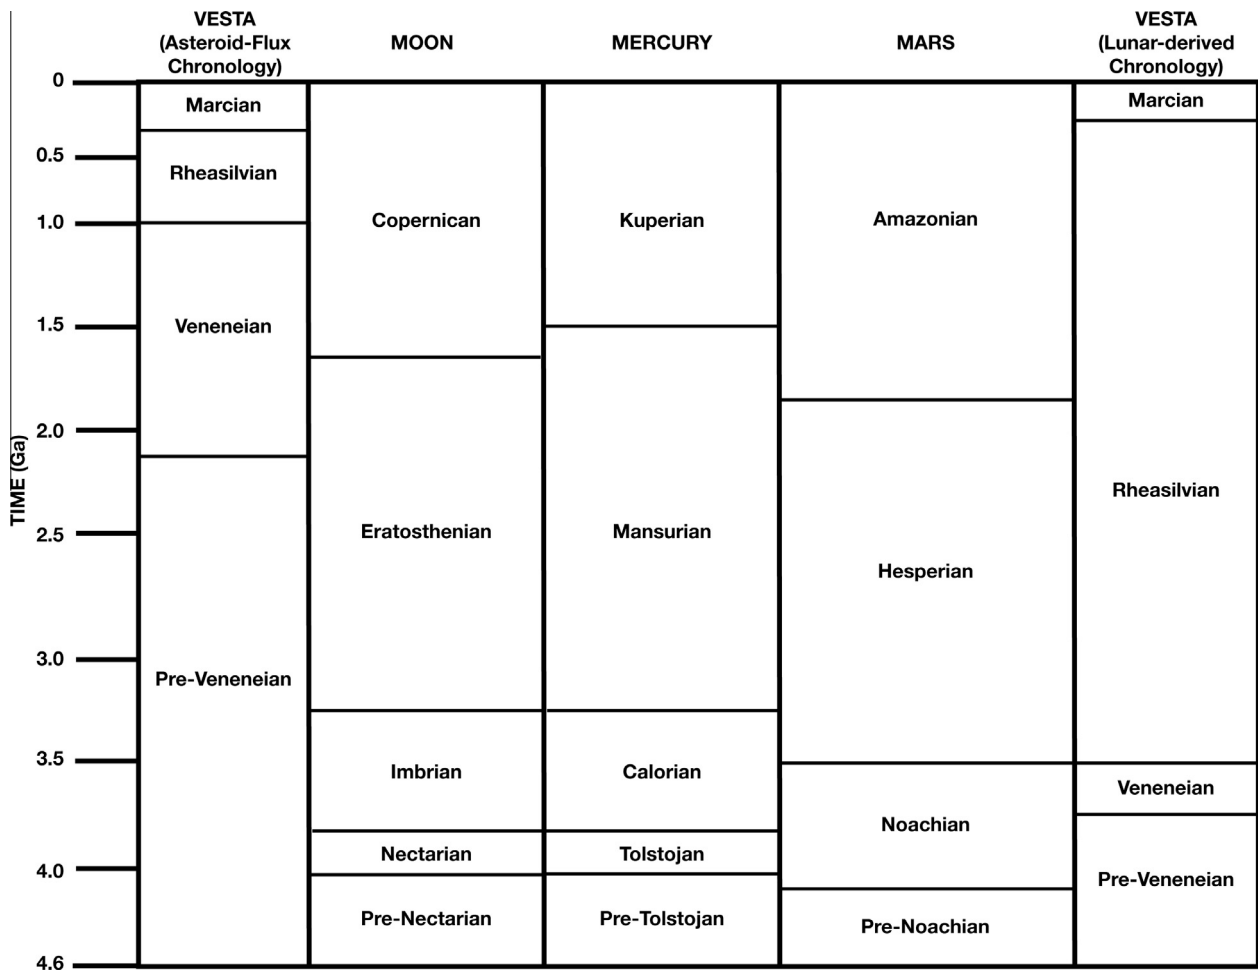 VESTA
(Asteroid-Flux
Chronology)
MOON
MERCURY
MARS
VESTA
(Lunar-derived
Chronology)
TIME (Ga)
0
0.5
1.0
1.5
2.0
2.5
3.0
3.5
4.0
4.6
Marcian
Rheasilvian
Veneneian
Pre-Veneneian
Copernican
Eratosthenian
Imbrian
Nectarian
Pre-Nectarian
Kuperian
Mansurian
Calorian
Tolstojan
Pre-Tolstojan
Amazonian
Hesperian
Noachian
Pre-Noachian
Marcian
Rheasilvian
Veneneian
Pre-Veneneian